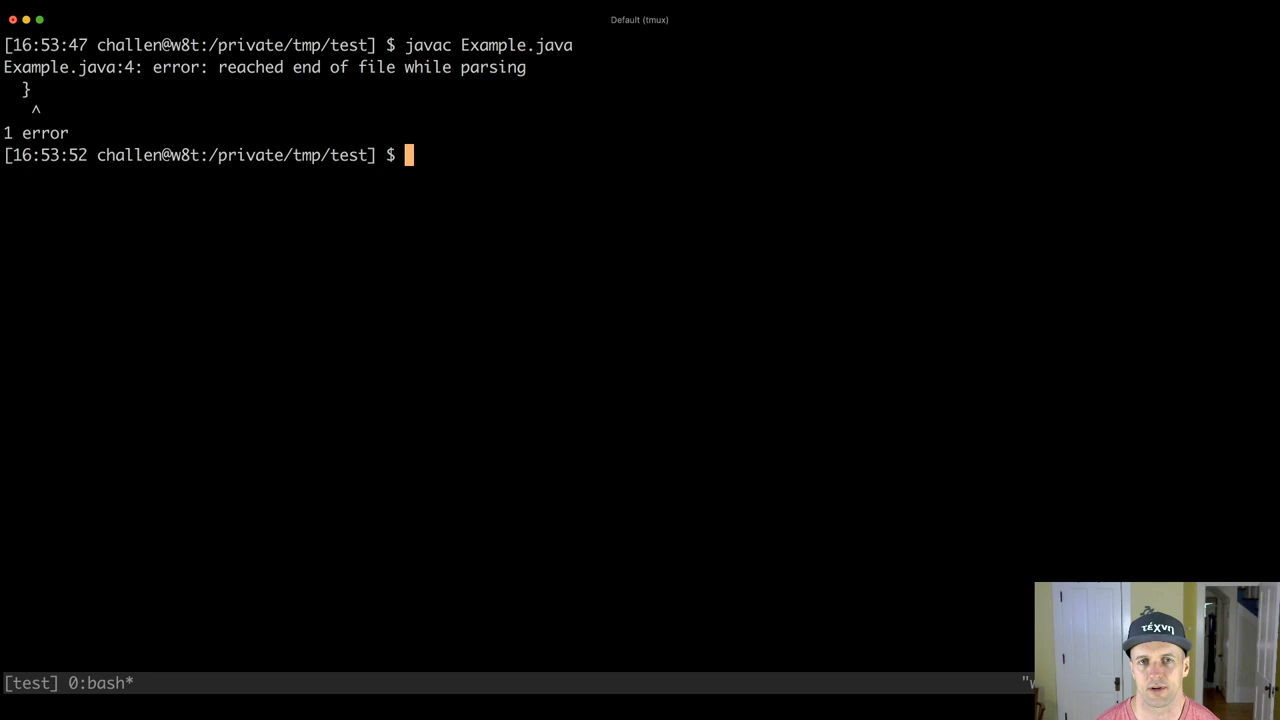 Default (tmux)
[16:53:47 challen@w8t:/private/tmp/test] $ javac Example.java
Example.java:4: error: reached end of file while parsing
  }
   ^
1 error
[16:53:52 challen@w8t:/private/tmp/test] $
[test] 0:bash*
τέχνη